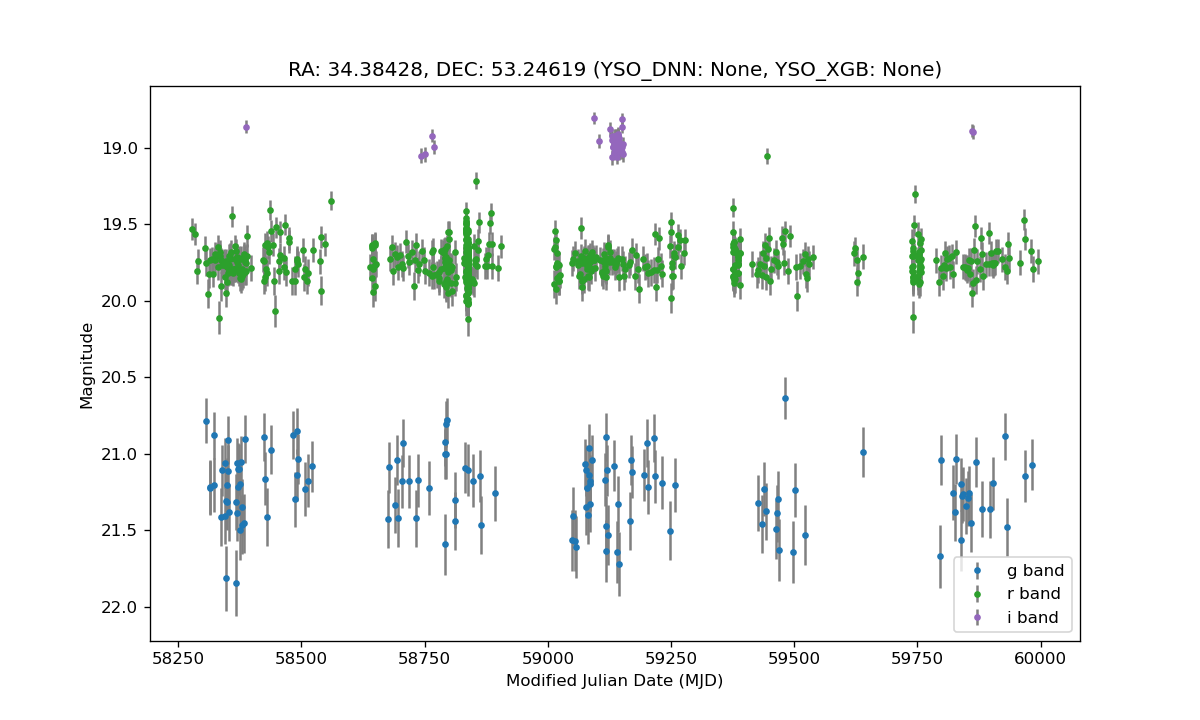 RA: 34.38428, DEC: 53.24619 (YSO_DNN: None, YSO_XGB: None)
19.0
19.5
20.0
20.5
21.0
21.5
22.0
Magnitude
g band
r band
i band
58250 58500 58750 59000 59250 59500 59750 60000
Modified Julian Date (MJD)